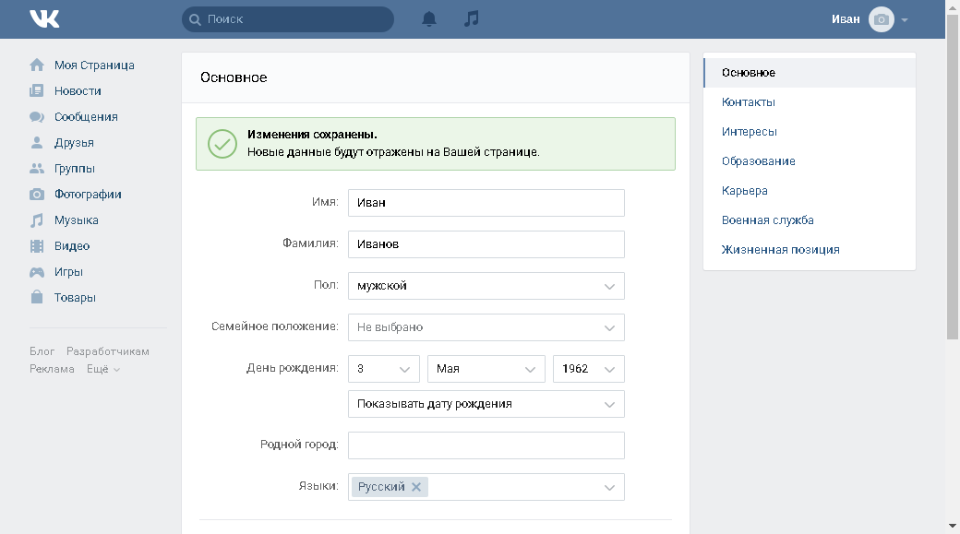 VK
Поиск
Иван
Моя Страница
Новости
Сообщения
Друзья
Группы
Фотографии
Музыка
Видео
Игры
Товары
Блог Разработчикам
Реклама Ещё
Основное
Изменения сохранены.
Новые данные будут отражены на Вашей странице.
Имя: Иван
Фамилия: Иванов
Пол: мужской
Семейное положение: Не выбрано
День рождения: 3 Мая 1962
Показывать дату рождения
Родной город:
Языки: Русский
Основное
Контакты
Интересы
Образование
Карьера
Военная служба
Жизненная позиция